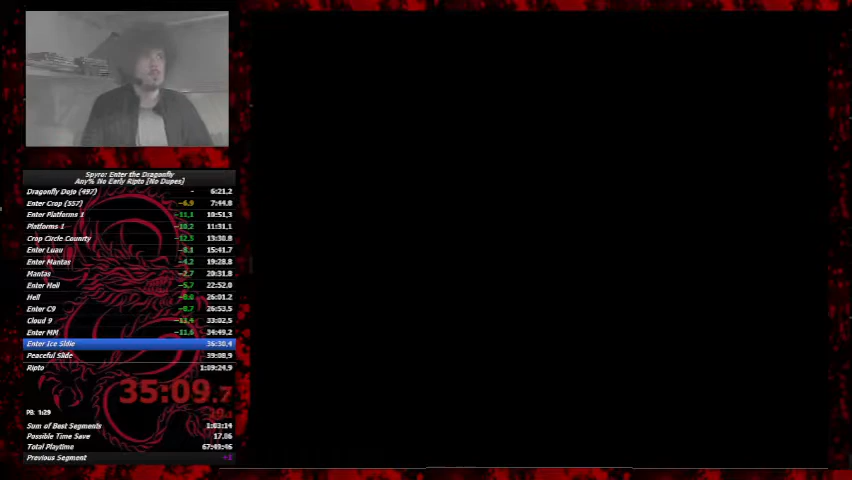 Spyro: Enter the Dragonfly
Any% No Early Ripto [No Dupes]
Dragonfly Dojo (497) - 6:21.2
Enter Crop (557) -6.9 7:44.8
Enter Platforms 1 -11.1 10:51.3
Platforms 1 -10.2 11:31.1
Crop Circle Country -12.5 13:30.8
Enter Luau -8.1 15:41.7
Enter Mantas -4.2 19:28.8
Mantas -2.7 20:31.8
Enter Hell -5.7 22:52.0
Hell 26:01.2
Enter C9 -8.7 26:53.5
Cloud 9 -11.4 33:02.5
Enter MM -11.6 34:49.2
Enter Ice Slide 36:30.4
Peaceful Slide 39:08.9
Ripto 1:09:24.9
35:09.7
PB: 1:29
Sum of Best Segments 1:03:14
Possible Time Save 17.86
Total Playtime 67:49:46
Previous Segment